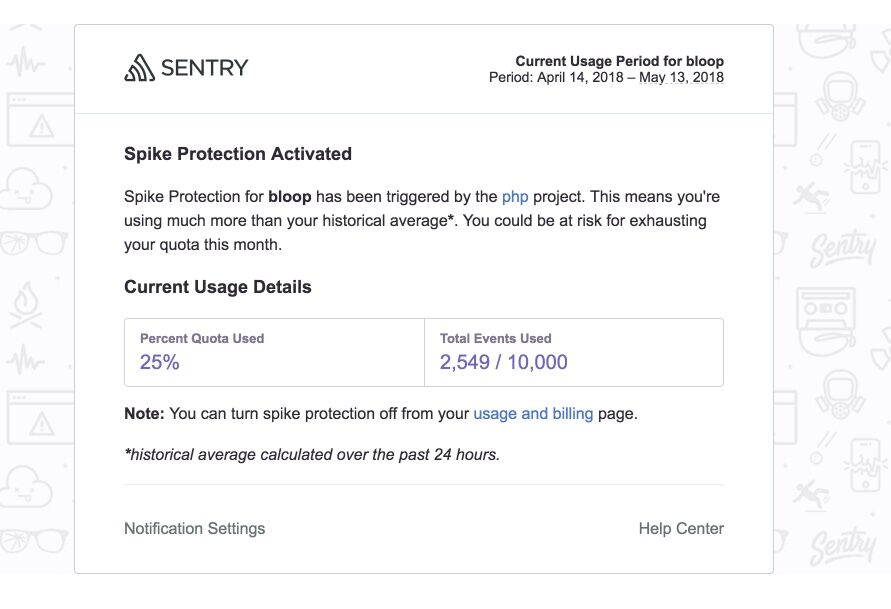 SENTRY
Current Usage Period for bloop
Period: April 14, 2018 – May 13, 2018
Spike Protection Activated
Spike Protection for bloop has been triggered by the php project. This means you're
using much more than your historical average*. You could be at risk for exhausting
your quota this month.
Current Usage Details
Percent Quota Used
25%
Total Events Used
2,549 / 10,000
Note: You can turn spike protection off from your usage and billing page.
*historical average calculated over the past 24 hours.
Notification Settings
Help Center
Sentry
Sentry